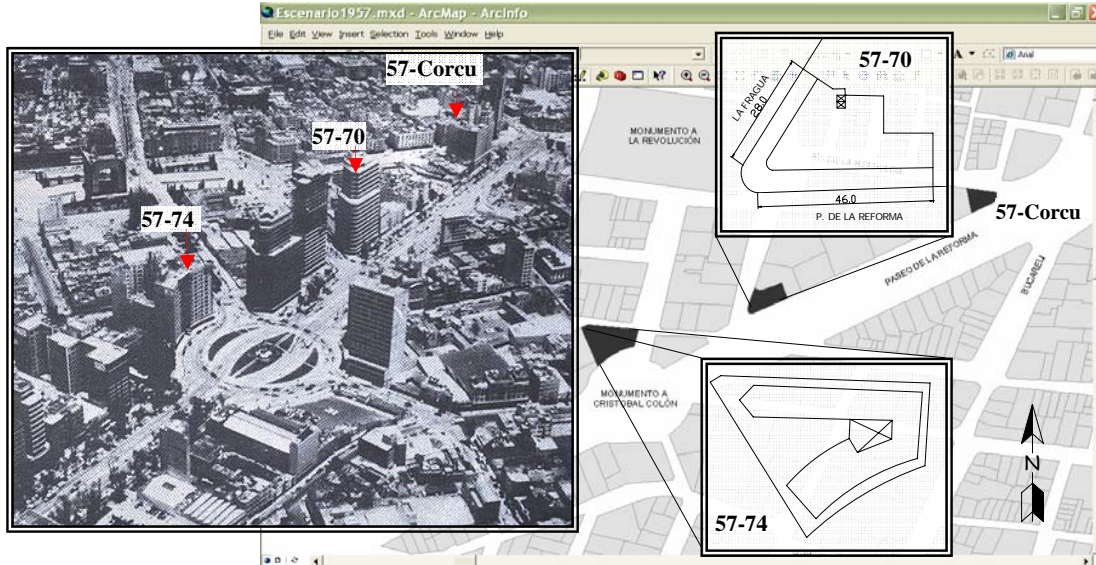 Escenario1957.mxd - ArcMap - ArcInfo
File Edit View Insert Selection Tools Window Help
A
Arial
57-Corcu
57-70
57-74
57-70
LA FRAGUA
28.0
46.0
P. DE LA REFORMA
MONUMENTO A
LA REVOLUCIÓN
57-Corcu
PASEO DE LA REFORMA
BUCARELI
MONUMENTO A
CRISTOBAL COLÓN
57-74
N